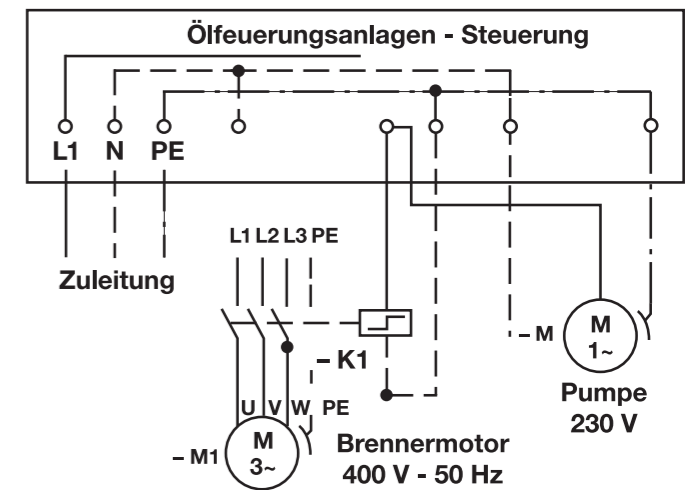 Ölfeuerungsanlagen - Steuerung
L1 N PE
Zuleitung
L1 L2 L3 PE
– K1
U V W PE
– M1
M
3~
Brennermotor
400 V - 50 Hz
– M
M
1~
Pumpe
230 V